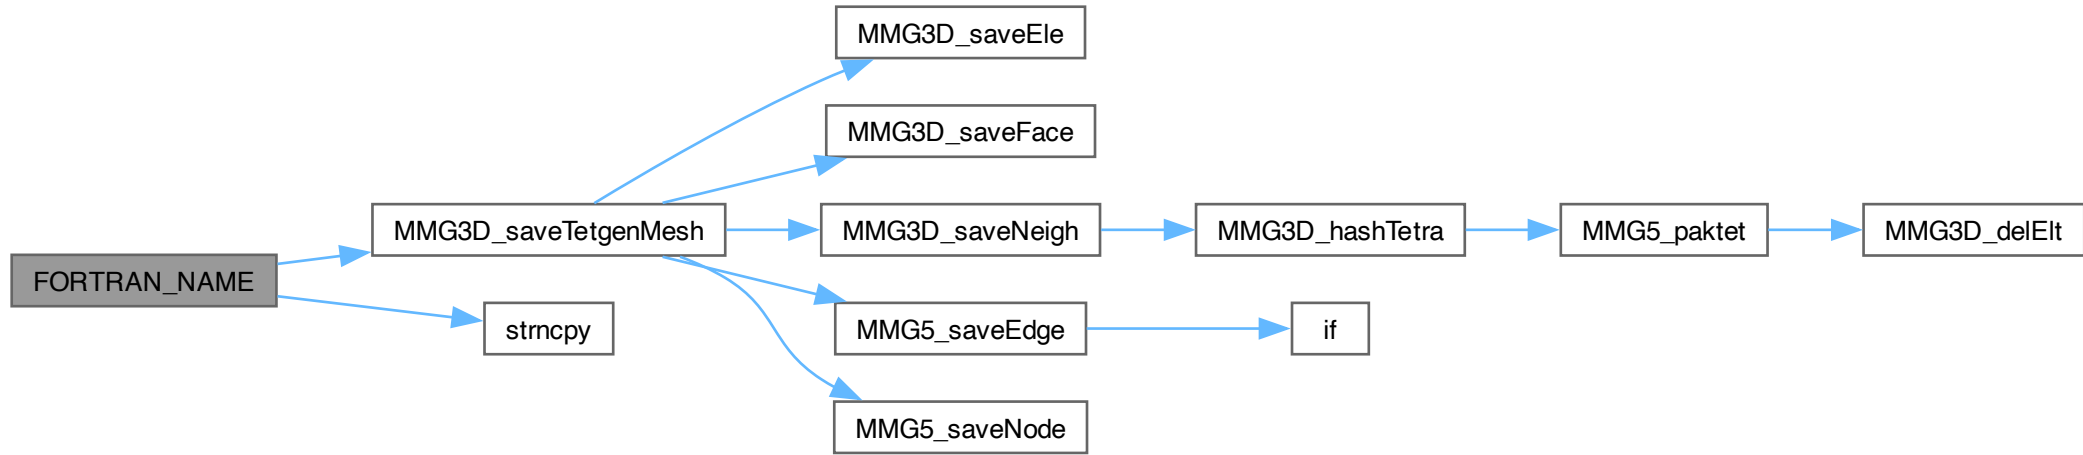 MMG3D_saveEle
MMG3D_saveFace
MMG3D_saveTetgenMesh
MMG3D_saveNeigh
MMG3D_hashTetra
MMG5_paktet
MMG3D_delElt
FORTRAN_NAME
strncpy
MMG5_saveEdge
if
MMG5_saveNode